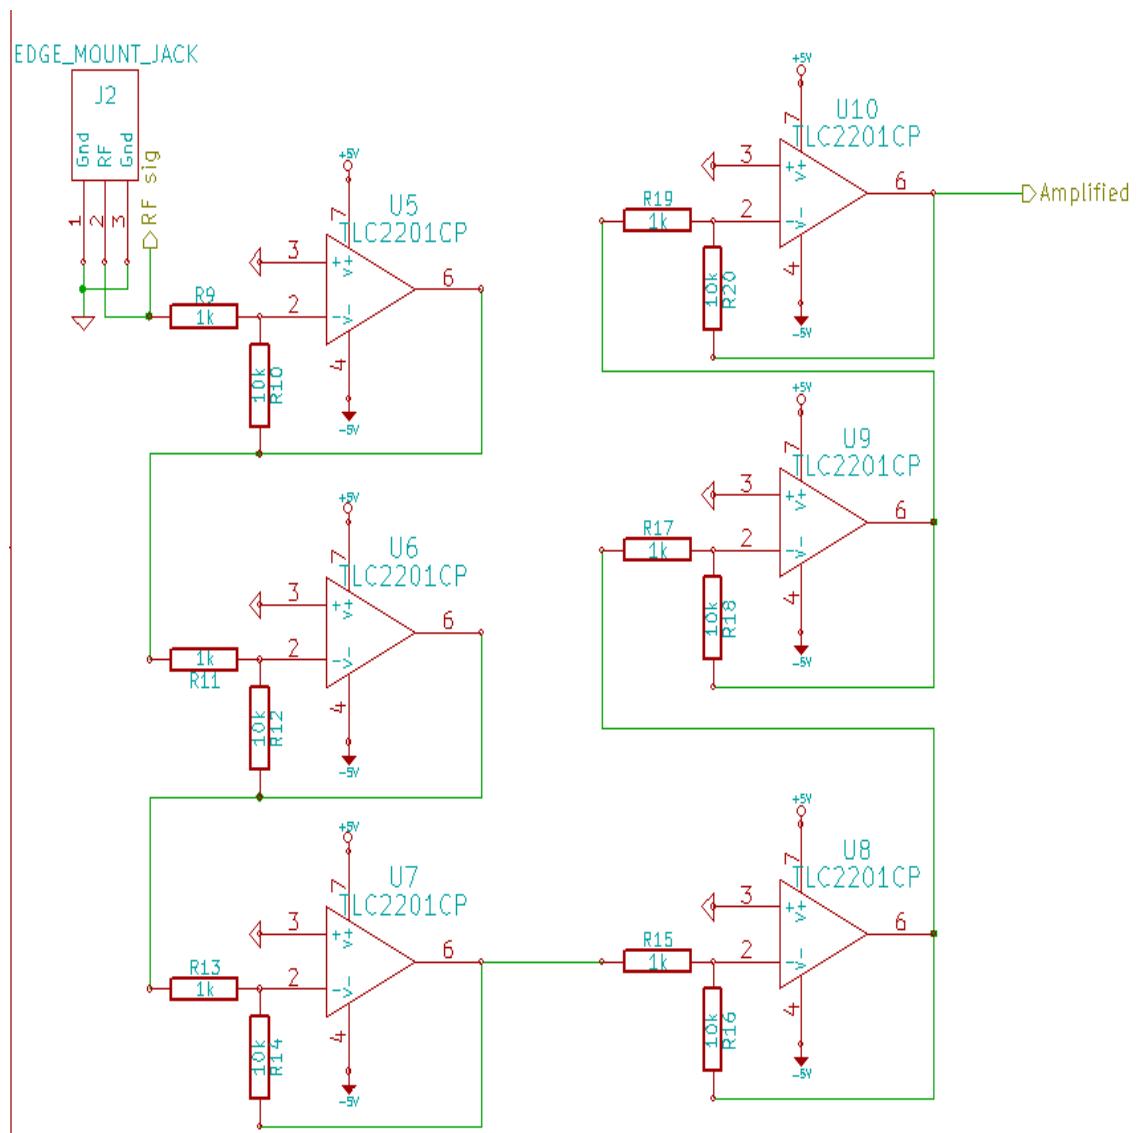 EDGE_MOUNT_JACK
J2
Gnd
RF
Gnd
1
2
3
RF sig
R9
1k
10k
R10
+5V
7
U5
TLC2201CP
3
2
+
V+
-
V-
6
4
-5V
+5V
7
U6
TLC2201CP
3
2
+
V+
-
V-
6
4
-5V
1k
R11
10k
R12
+5V
7
U7
TLC2201CP
3
2
+
V+
-
V-
6
4
-5V
R13
1k
10k
R14
+5V
7
U10
TLC2201CP
3
2
+
V+
-
V-
6
4
-5V
R19
1k
10k
R20
Amplified
+5V
7
U9
TLC2201CP
3
2
+
V+
-
V-
6
4
-5V
R17
1k
10k
R18
+5V
7
U8
TLC2201CP
3
2
+
V+
-
V-
6
4
-5V
R15
1k
10k
R16